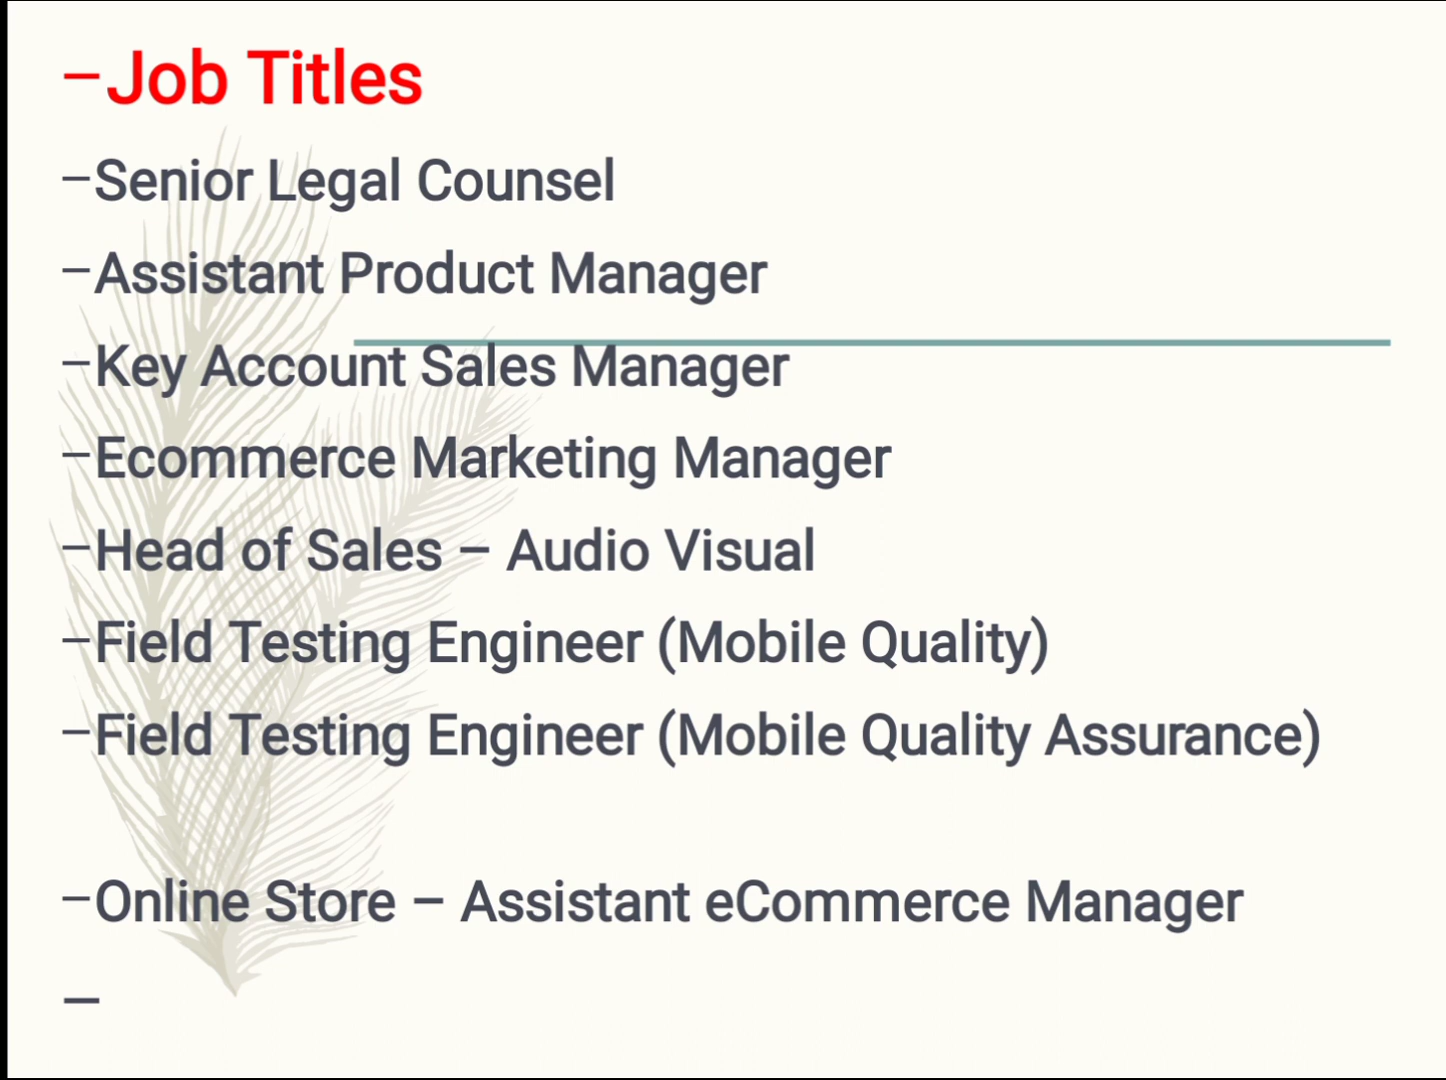 –Job Titles
–Senior Legal Counsel
–Assistant Product Manager
–Key Account Sales Manager
–Ecommerce Marketing Manager
–Head of Sales – Audio Visual
–Field Testing Engineer (Mobile Quality)
–Field Testing Engineer (Mobile Quality Assurance)
–Online Store – Assistant eCommerce Manager
–